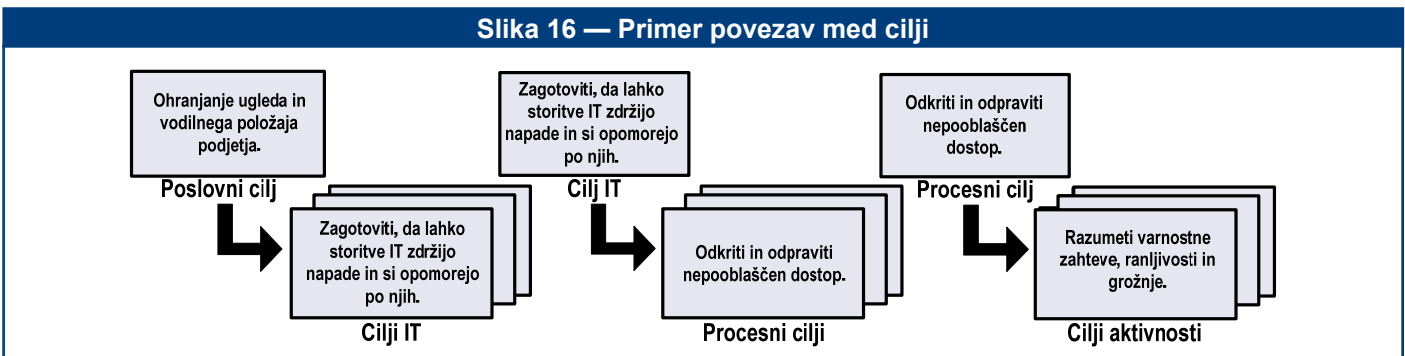 Slika 16 — Primer povezav med cilji
Ohranjanje ugleda in
vodilnega položaja
podjetja.
Poslovni cilj
Zagotoviti, da lahko
storitve IT zdržijo
napade in si opomorejo
po njih.
Cilji IT
Zagotoviti, da lahko
storitve IT zdržijo
napade in si opomorejo
po njih.
Cilj IT
Odkriti in odpraviti
nepooblaščen dostop.
Procesni cilji
Odkriti in odpraviti
nepooblaščen
dostop.
Procesni cilj
Razumeti varnostne
zahteve, ranljivosti in
grožnje.
Cilji aktivnosti